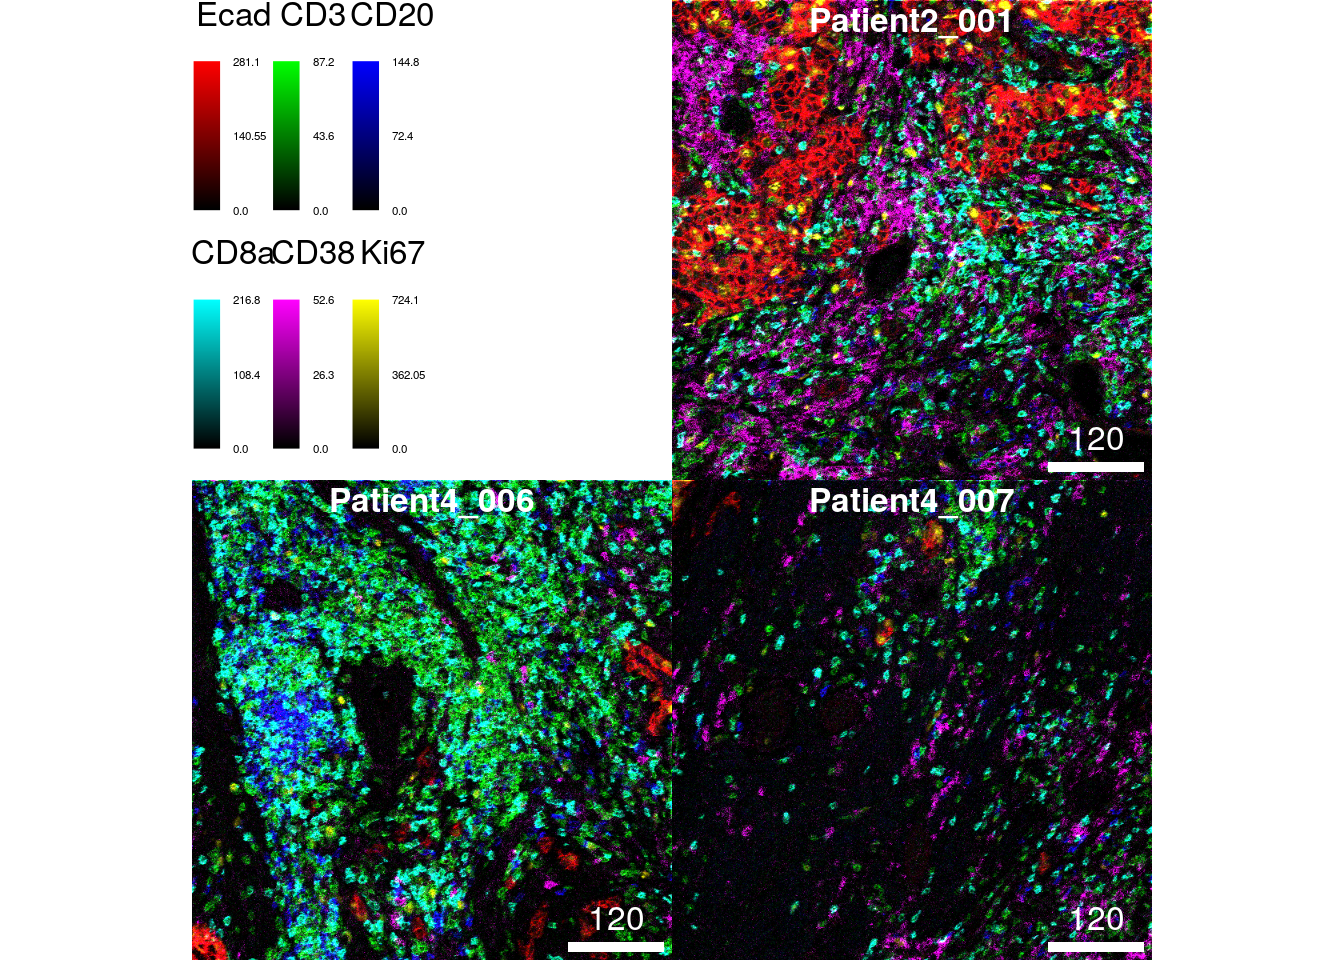 Ecad CD3 CD20
281.1 87.2 144.8
140.55 43.6 72.4
0.0 0.0 0.0
CD8a CD38 Ki67
216.8 52.6 724.1
108.4 26.3 362.05
0.0 0.0 0.0
Patient2_001
120
Patient4_006
120
Patient4_007
120